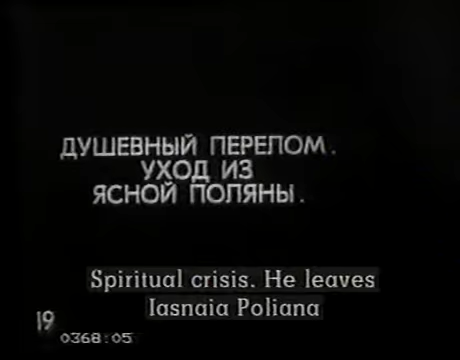 ДУШЕВНЫЙ ПЕРЕЛОМ.
УХОД ИЗ
ЯСНОЙ ПОЛЯНЫ.
Spiritual crisis. He leaves
Iasnaia Poliana
19
0368:05